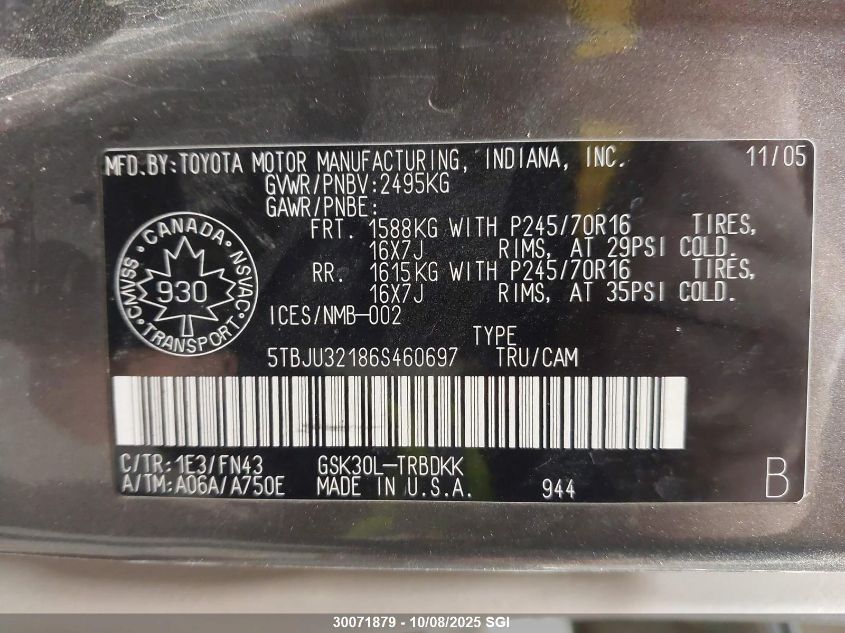 MFD.BY:TOYOTA MOTOR MANUFACTURING, INDIANA, INC. 11/05
GVWR/PNBV:2495KG
GAWR/PNBE:
FRT. 1588KG WITH P245/70R16 TIRES,
16X7J RIMS, AT 29PSI COLD.
RR. 1615KG WITH P245/70R16 TIRES,
16X7J RIMS, AT 35PSI COLD.
CANADA
CMVSS 930 NSVAC
TRANSPORT
ICES/NMB-002
TYPE
5TBJU32186S460697 TRU/CAM
C/TR:1E3/FN43 GSK30L-TRBDKK
A/TM:A06A/A750E MADE IN U.S.A. 944 B
30071879 - 10/08/2025 SGI